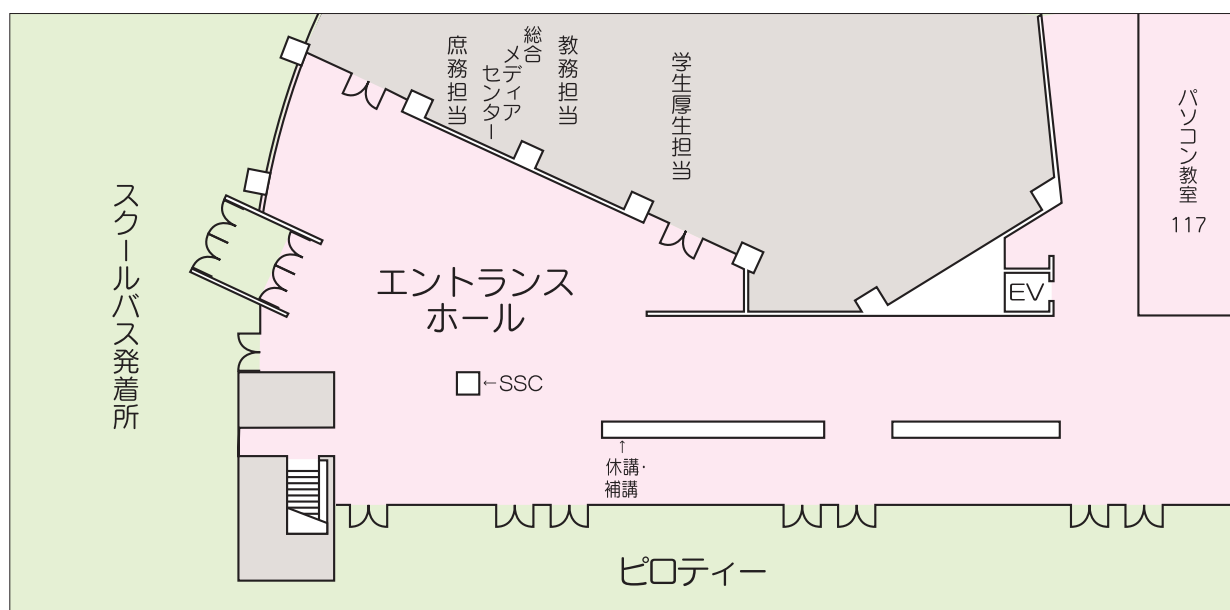 庶務担当
総合
メディア
センター
教務担当
学生厚生担当
パソコン教室
117
スクールバス発着所
エントランス
ホール
EV
←SSC
↑
休講・
補講
ピロティー